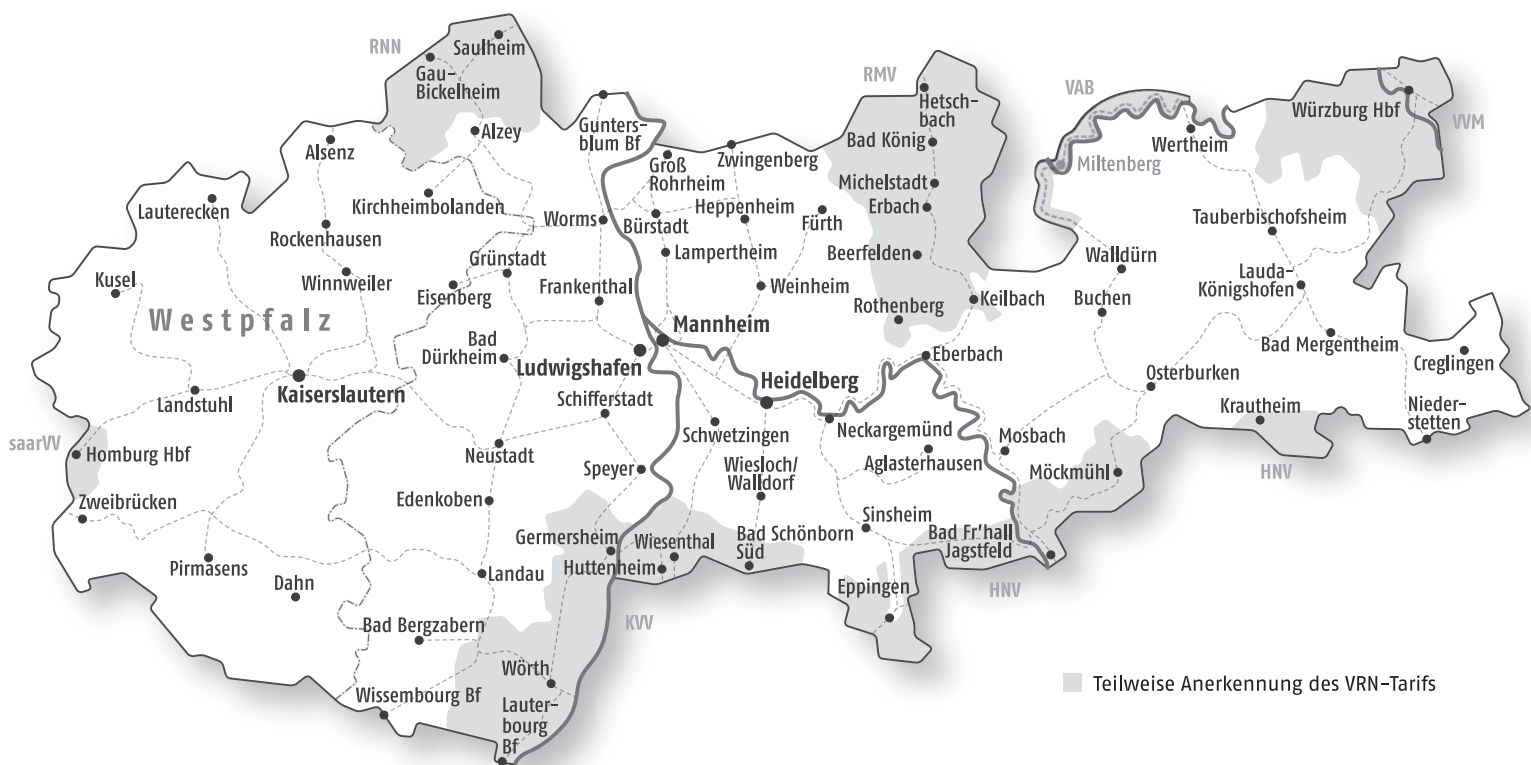 RNN
Saulheim
Gau-
Bickelheim
Alzey
Alsenz
Lauterecken
Kirchheimbolanden
Rockenhausen
Kusel
Winnweiler
Westpfalz
Grünstadt
Eisenberg
Bad
Dürkheim
Kaiserslautern
Landstuhl
saarVV
Homburg Hbf
Zweibrücken
Pirmasens
Dahn
Neustadt
Edenkoben
Landau
Bad Bergzabern
Wissembourg Bf
Gunters-
blum Bf
Worms
Frankenthal
Ludwigshafen
Schifferstadt
Speyer
Germersheim
Wörth
Lauter-
bourg
Bf
KVV
Groß
Rohrheim
Zwingenberg
Bürstadt
Heppenheim
Fürth
Lampertheim
Weinheim
Mannheim
Heidelberg
Schwetzingen
Wiesloch/
Walldorf
Wiesenthal
Huttenheim
Bad Schönborn
Süd
RMV
Hetsch-
bach
Bad König
Michelstadt
Erbach
Beerfelden
Rothenberg
Keilbach
Eberbach
Neckargemünd
Aglasterhausen
Sinsheim
Eppingen
Bad Fr'hall
Jagstfeld
HNV
Mosbach
Möckmühl
VAB
Miltenberg
Wertheim
Würzburg Hbf
VVM
Tauberbischofsheim
Walldürn
Buchen
Lauda-
Königshofen
Bad Mergentheim
Creglingen
Osterburken
Krautheim
Nieder-
stetten
HNV
Teilweise Anerkennung des VRN-Tarifs